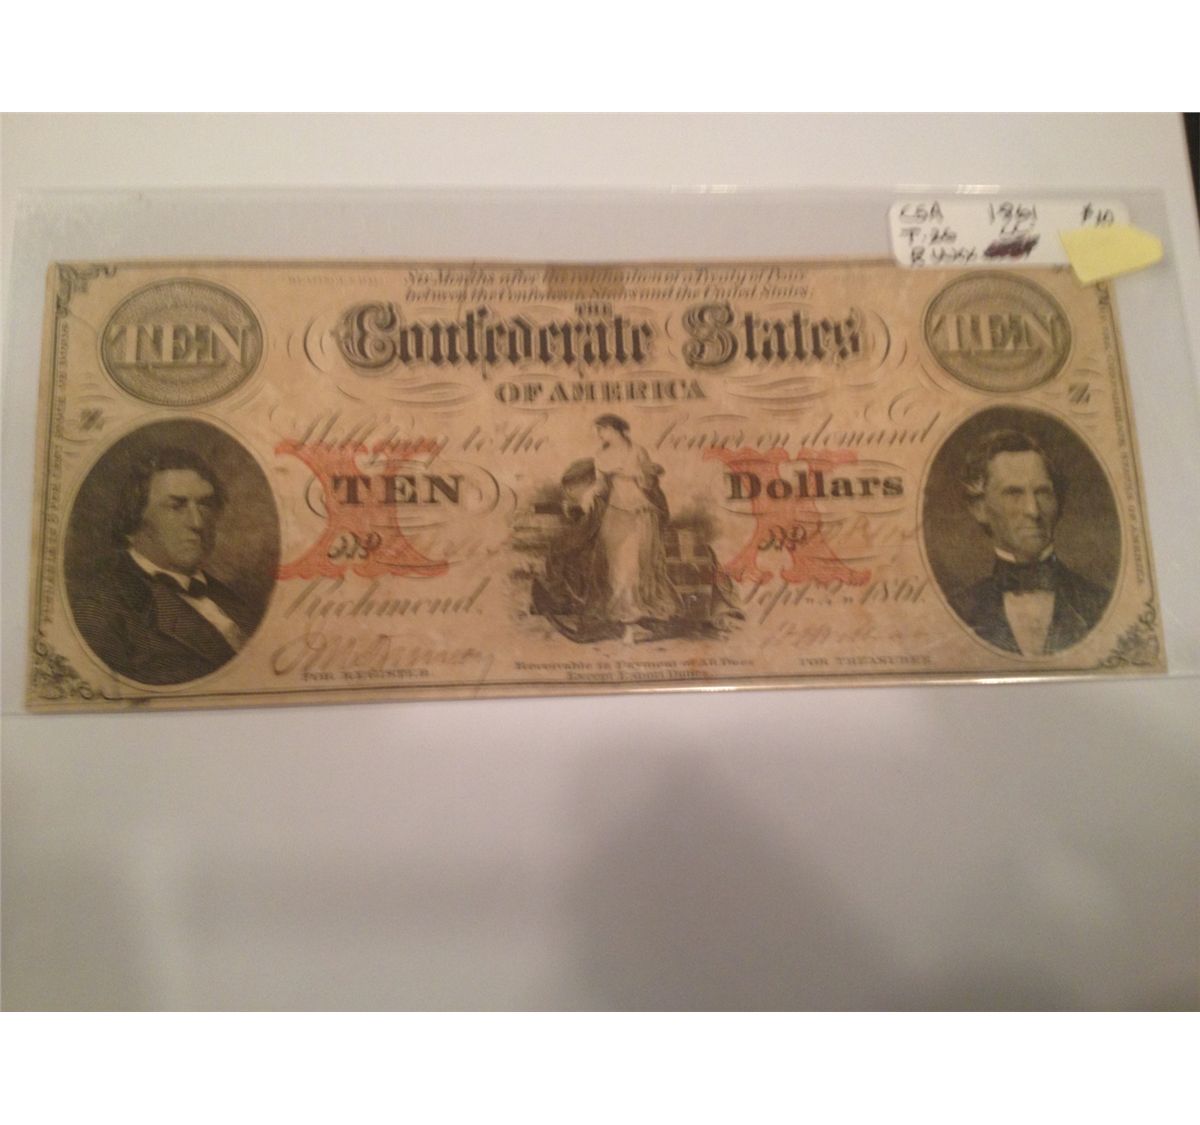 CSA 1861 $10
T-26
Six Months after the ratification of a Treaty of Peace
between the Confederate States and the United States,
THE
TEN Confederate States TEN
OF AMERICA
Z Z
Will pay to the bearer on demand
X X
TEN Dollars
Richmond, Sept. 2nd 1861.
FOR REGISTER
Receivable in Payment of All Dues
Except Export Duties
FOR TREASURER